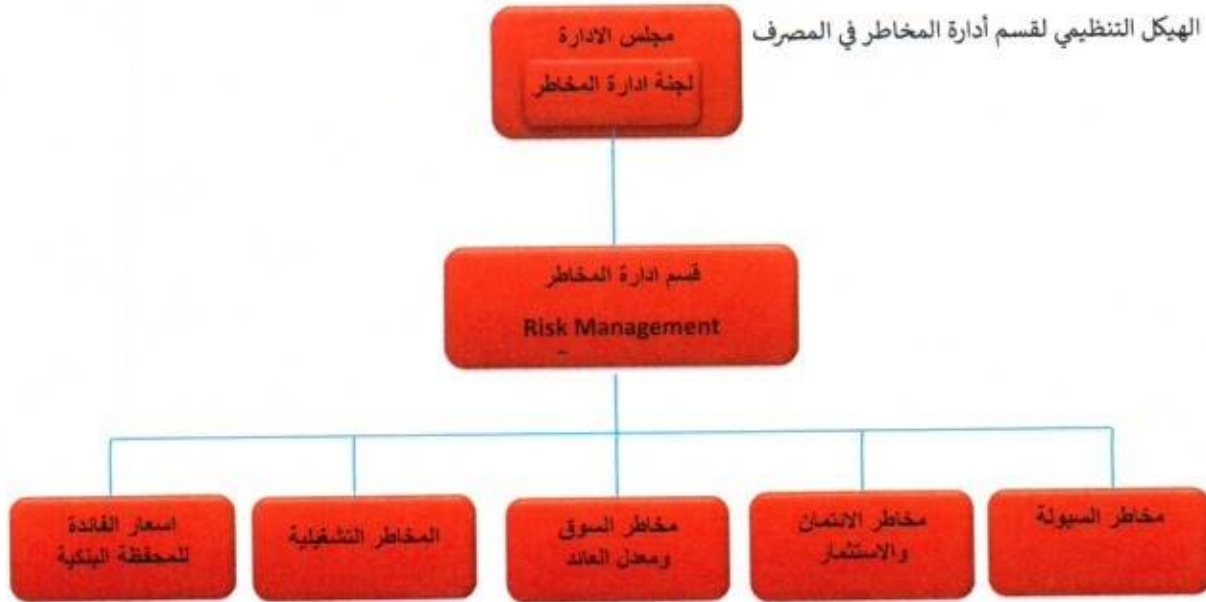 الهيكل التنظيمي لقسم أدارة المخاطر في المصرف
مجلس الادارة
لجنة ادارة المخاطر
قسم ادارة المخاطر
Risk Management
مخاطر السيولة
مخاطر الائتمان
والاستثمار
مخاطر السوق
ومعدل العائد
المخاطر التشغيلية
اسعار الفائدة
للمحفظة البنكية